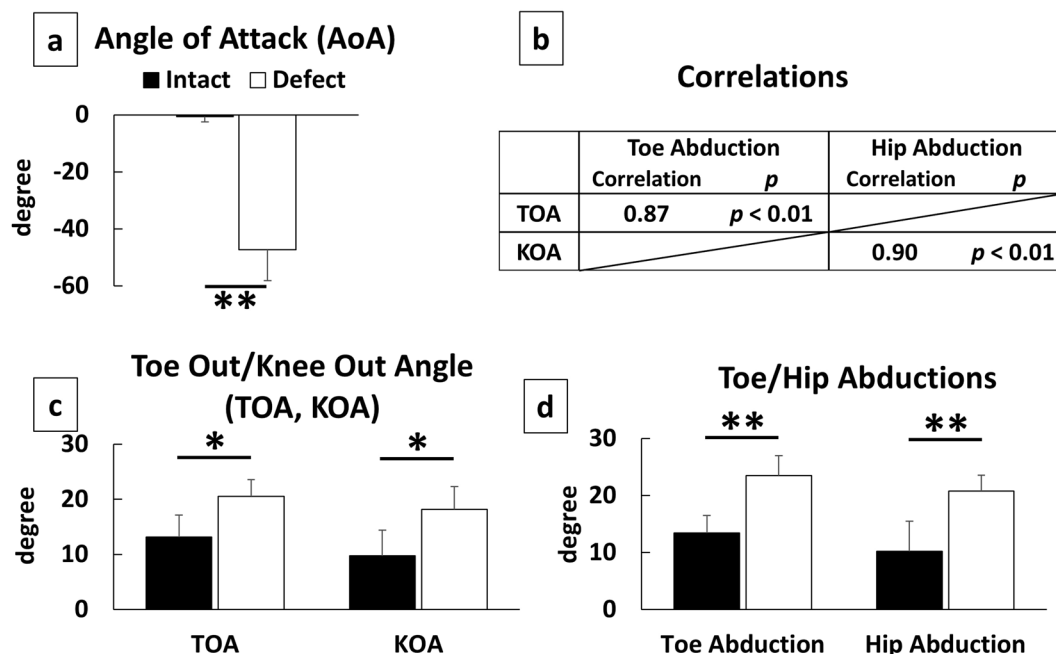 a
Angle of Attack (AoA)
Intact Defect
0
-20
-40
-60
degree
**
b
Correlations
Toe Abduction Hip Abduction
Correlation p Correlation p
TOA 0.87 p < 0.01
KOA 0.90 p < 0.01
c
Toe Out/Knee Out Angle
(TOA, KOA)
30
20
10
0
degree
* *
TOA KOA
d
Toe/Hip Abductions
30
20
10
0
degree
** **
Toe Abduction Hip Abduction